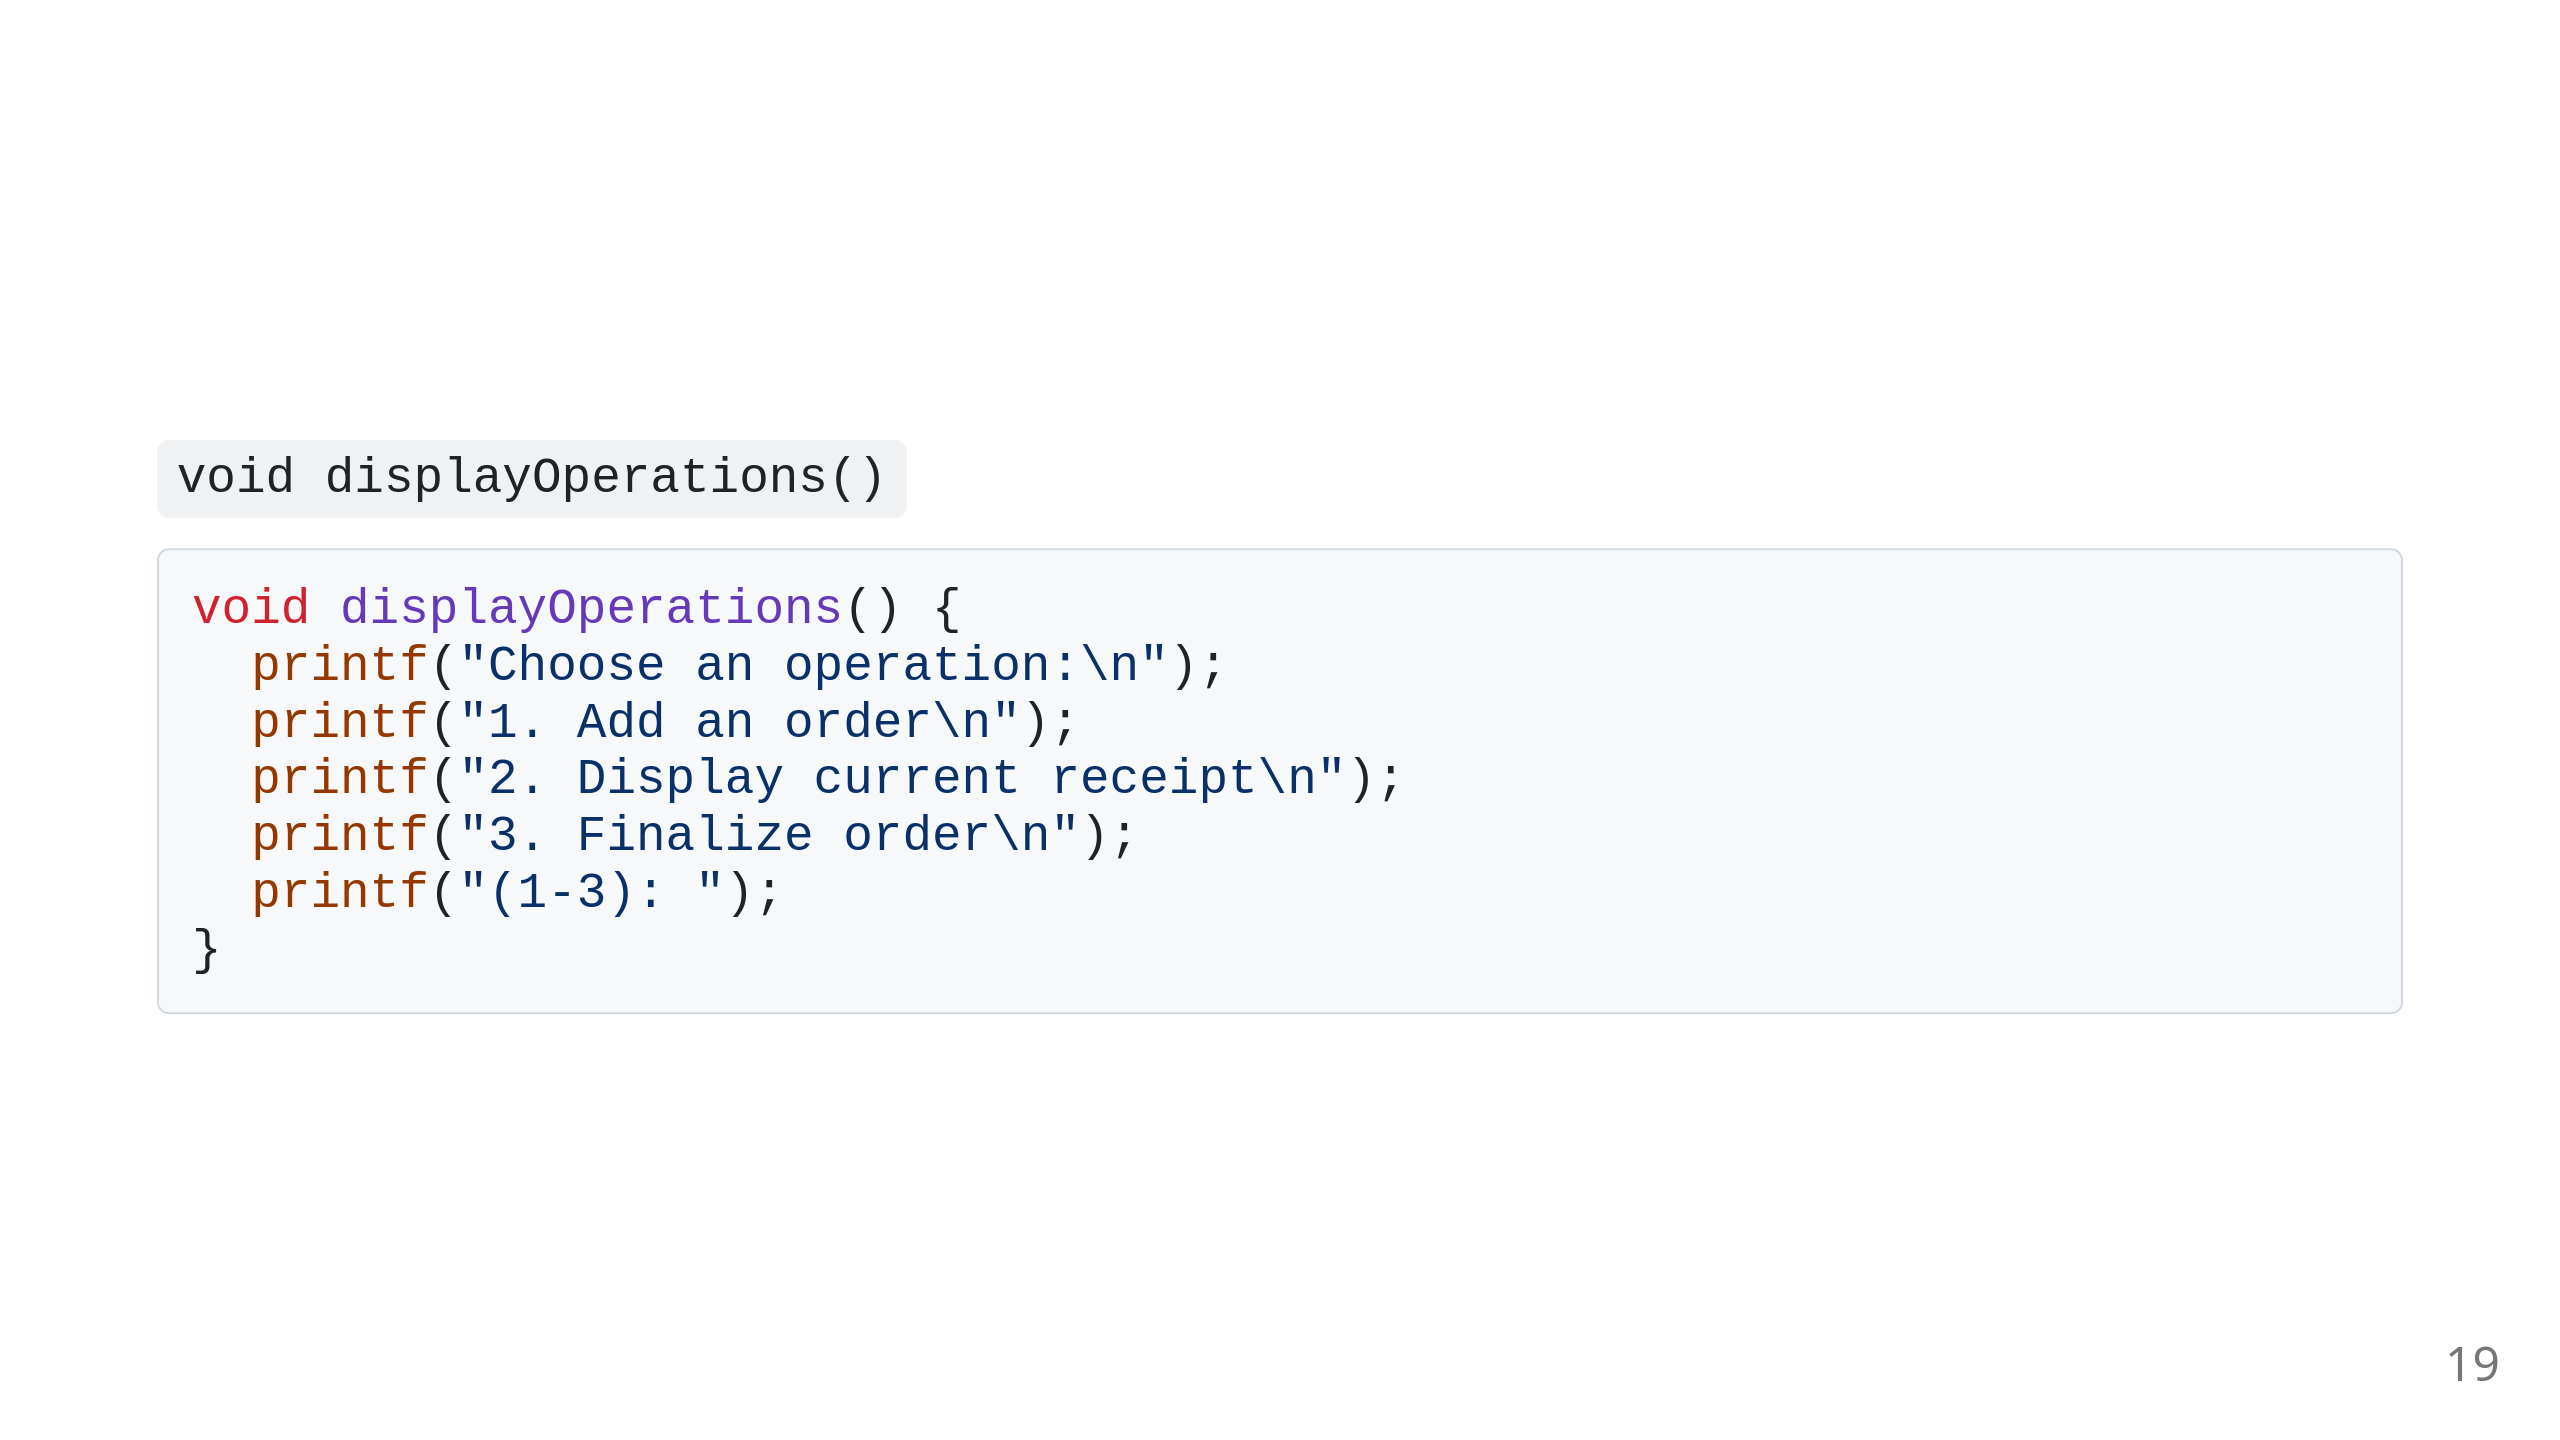 void displayOperations()
void displayOperations() {
  printf("Choose an operation:\n");
  printf("1. Add an order\n");
  printf("2. Display current receipt\n");
  printf("3. Finalize order\n");
  printf("(1-3): ");
}
19